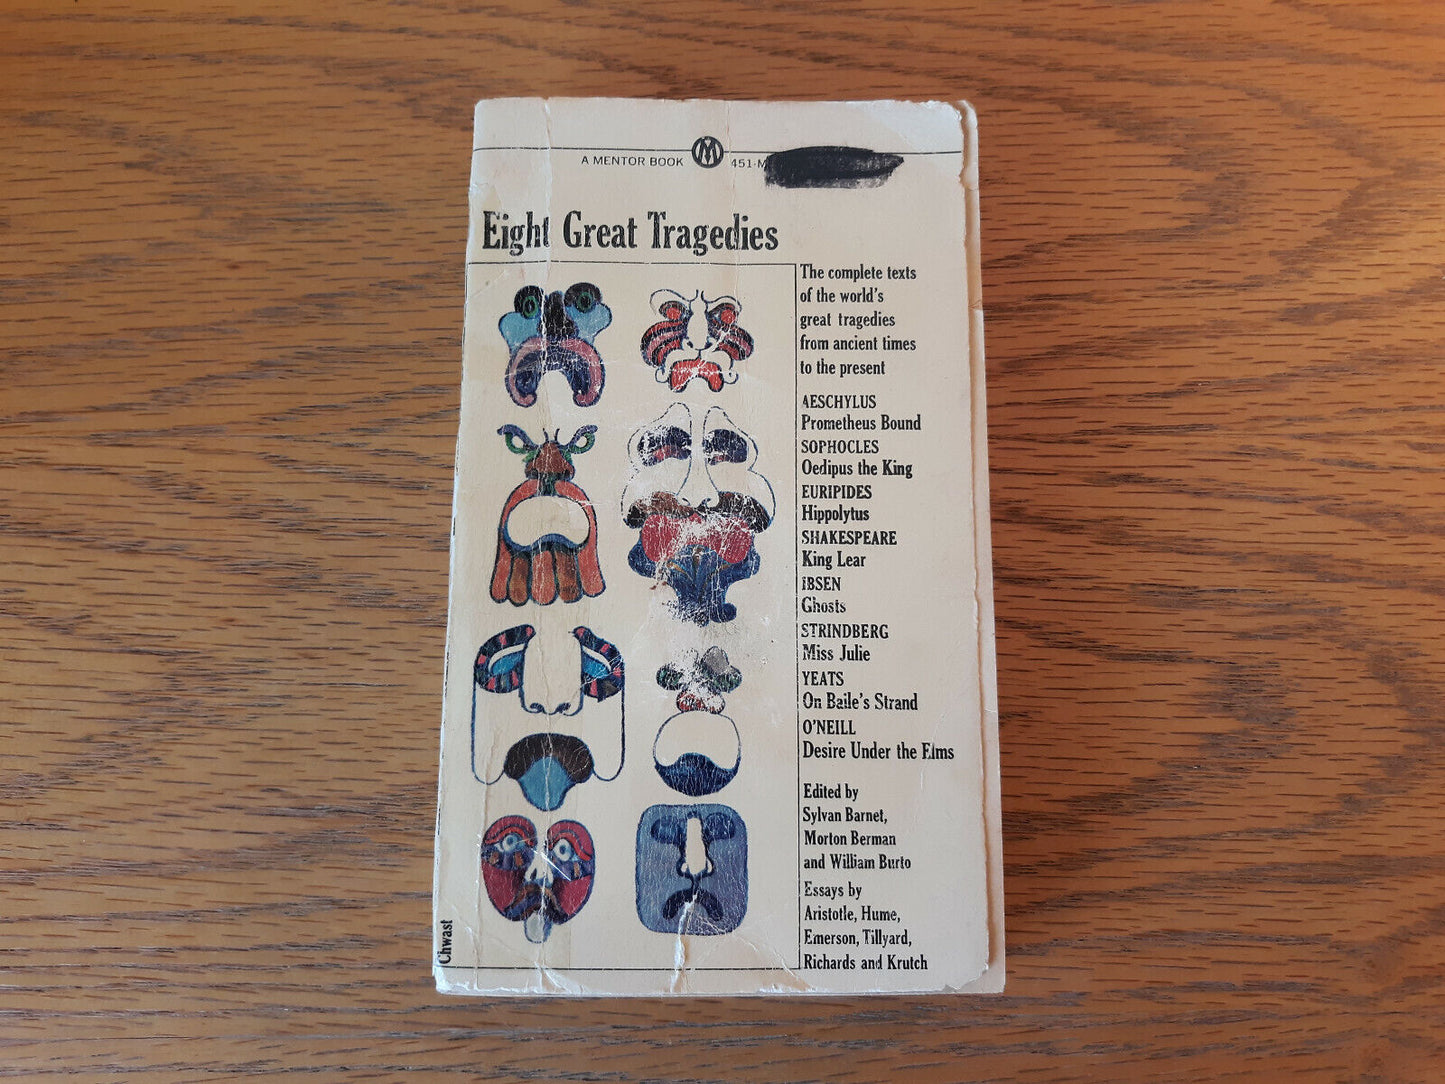 A MENTOR BOOK M 451-M
Eight Great Tragedies
The complete texts
of the world's
great tragedies
from ancient times
to the present
AESCHYLUS
Prometheus Bound
SOPHOCLES
Oedipus the King
EURIPIDES
Hippolytus
SHAKESPEARE
King Lear
IBSEN
Ghosts
STRINDBERG
Miss Julie
YEATS
On Baile's Strand
O'NEILL
Desire Under the Elms
Edited by
Sylvan Barnet,
Morton Berman
and William Burto
Essays by
Aristotle, Hume,
Emerson, Tillyard,
Richards and Krutch
Chwast